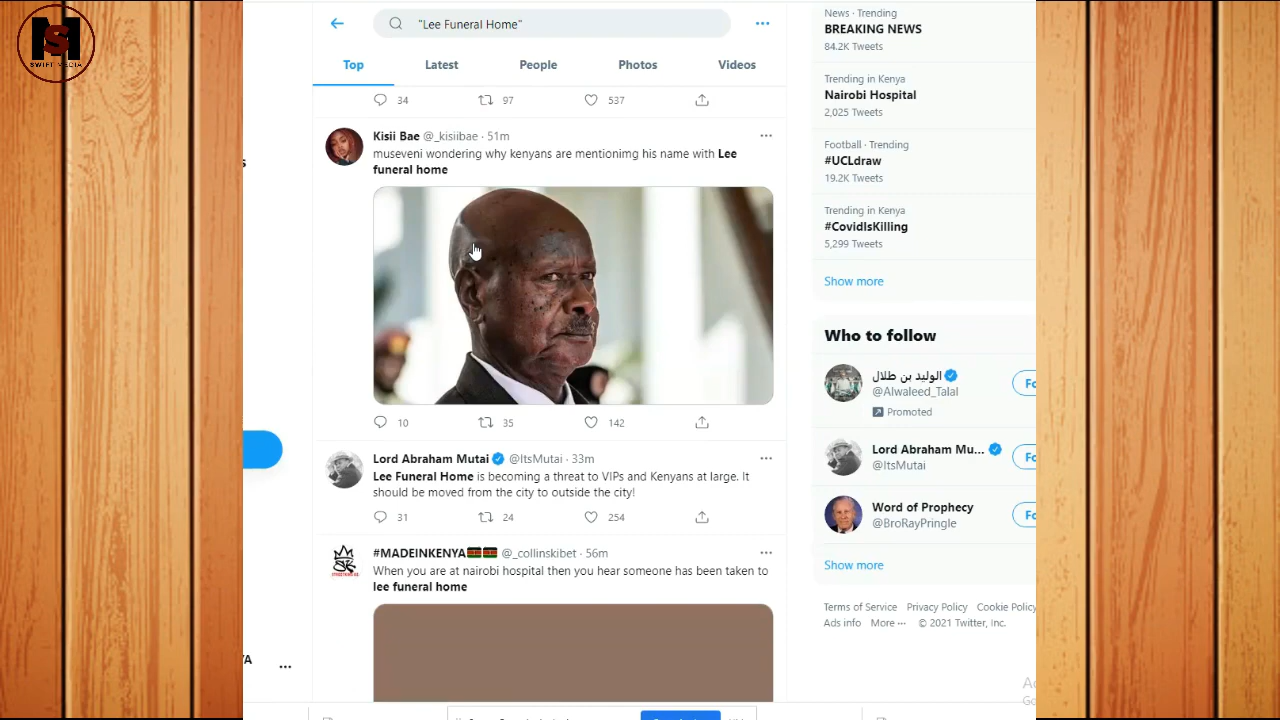 MS
SWIFT MEDIA
"Lee Funeral Home"
Top
Latest
People
Photos
Videos
34
97
537
Kisii Bae @_kisiibae · 51m
museveni wondering why kenyans are mentionimg his name with Lee
funeral home
10
35
142
Lord Abraham Mutai @ItsMutai · 33m
Lee Funeral Home is becoming a threat to VIPs and Kenyans at large. It
should be moved from the city to outside the city!
31
24
254
#MADEINKENYA🇰🇪🇰🇪 @_collinskibet · 56m
When you are at nairobi hospital then you hear someone has been taken to
lee funeral home
News · Trending
BREAKING NEWS
84.2K Tweets
Trending in Kenya
Nairobi Hospital
2,025 Tweets
Football · Trending
#UCLdraw
19.2K Tweets
Trending in Kenya
#CovidIsKilling
5,299 Tweets
Show more
Who to follow
الوليد بن طلال
@Alwaleed_Talal
Promoted
Fo
Lord Abraham Mu...
@ItsMutai
Fo
Word of Prophecy
@BroRayPringle
Fo
Show more
Terms of Service Privacy Policy Cookie Policy
Ads info More ··· © 2021 Twitter, Inc.